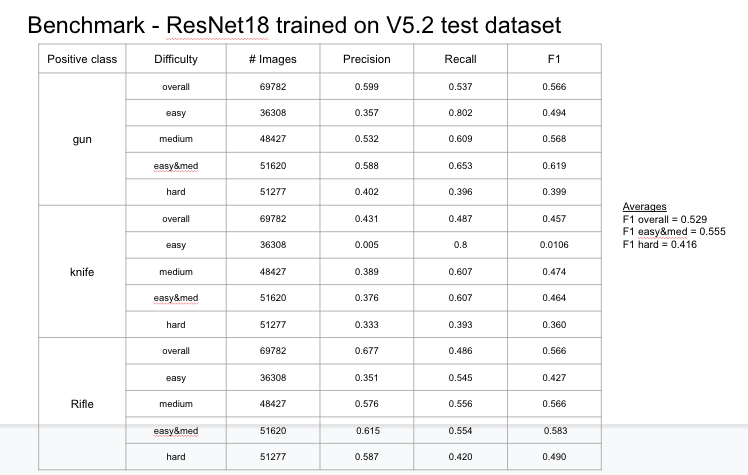 Benchmark - ResNet18 trained on V5.2 test dataset
Positive class Difficulty # Images Precision Recall F1
gun
overall 69782 0.599 0.537 0.566
easy 36308 0.357 0.802 0.494
medium 48427 0.532 0.609 0.568
easy&med 51620 0.588 0.653 0.619
hard 51277 0.402 0.396 0.399
knife
overall 69782 0.431 0.487 0.457
easy 36308 0.005 0.8 0.0106
medium 48427 0.389 0.607 0.474
easy&med 51620 0.376 0.607 0.464
hard 51277 0.333 0.393 0.360
Rifle
overall 69782 0.677 0.486 0.566
easy 36308 0.351 0.545 0.427
medium 48427 0.576 0.556 0.566
easy&med 51620 0.615 0.554 0.583
hard 51277 0.587 0.420 0.490
Averages
F1 overall = 0.529
F1 easy&med = 0.555
F1 hard = 0.416